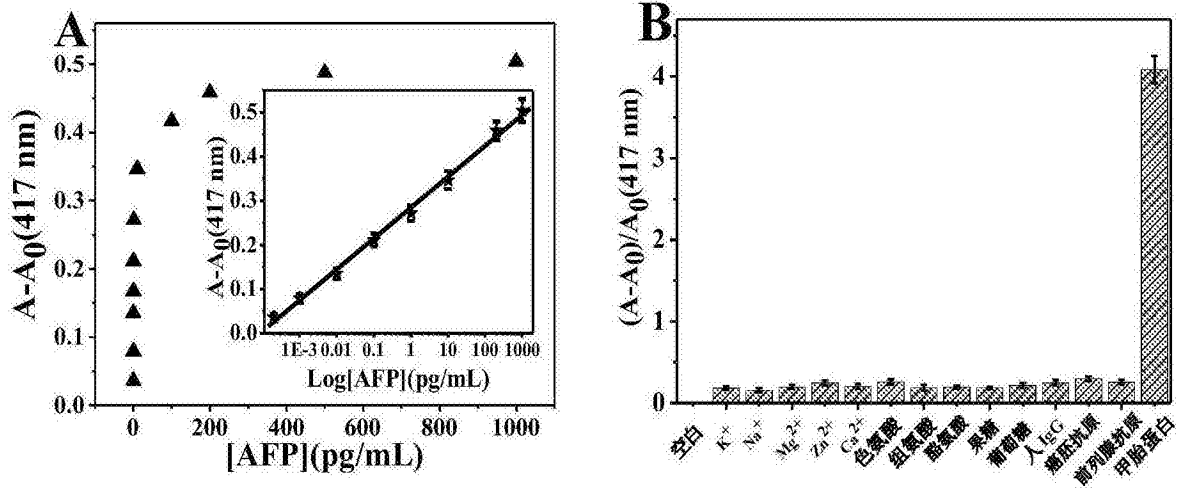 A
A-A0(417 nm)
0.5
0.4
0.3
0.2
0.1
0.0
0 200 400 600 800 1000
[AFP](pg/mL)
A-A0(417 nm)
0.5
0.4
0.3
0.2
0.1
0.0
1E-3 0.01 0.1 1 10 100 1000
Log[AFP](pg/mL)
B
(A-A0)/A0(417 nm)
4
3
2
1
0
空白
K+
Na+
Mg2+
Zn2+
Ca2+
色氨酸
组氨酸
酪氨酸
果糖
葡萄糖
人IgG
癌胚抗原
前列腺抗原
甲胎蛋白